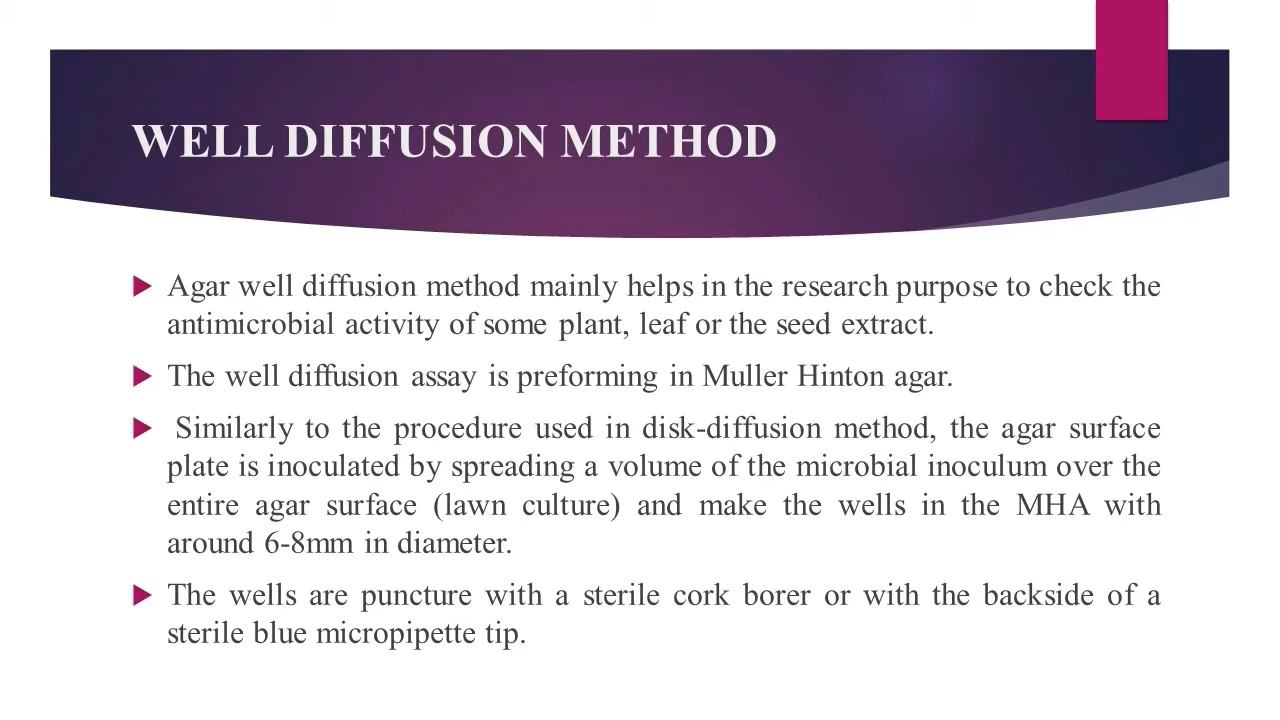 WELL DIFFUSION METHOD
Agar well diffusion method mainly helps in the research purpose to check the
antimicrobial activity of some plant, leaf or the seed extract.
The well diffusion assay is preforming in Muller Hinton agar.
Similarly to the procedure used in disk-diffusion method, the agar surface
plate is inoculated by spreading a volume of the microbial inoculum over the
entire agar surface (lawn culture) and make the wells in the MHA with
around 6-8mm in diameter.
The wells are puncture with a sterile cork borer or with the backside of a
sterile blue micropipette tip.